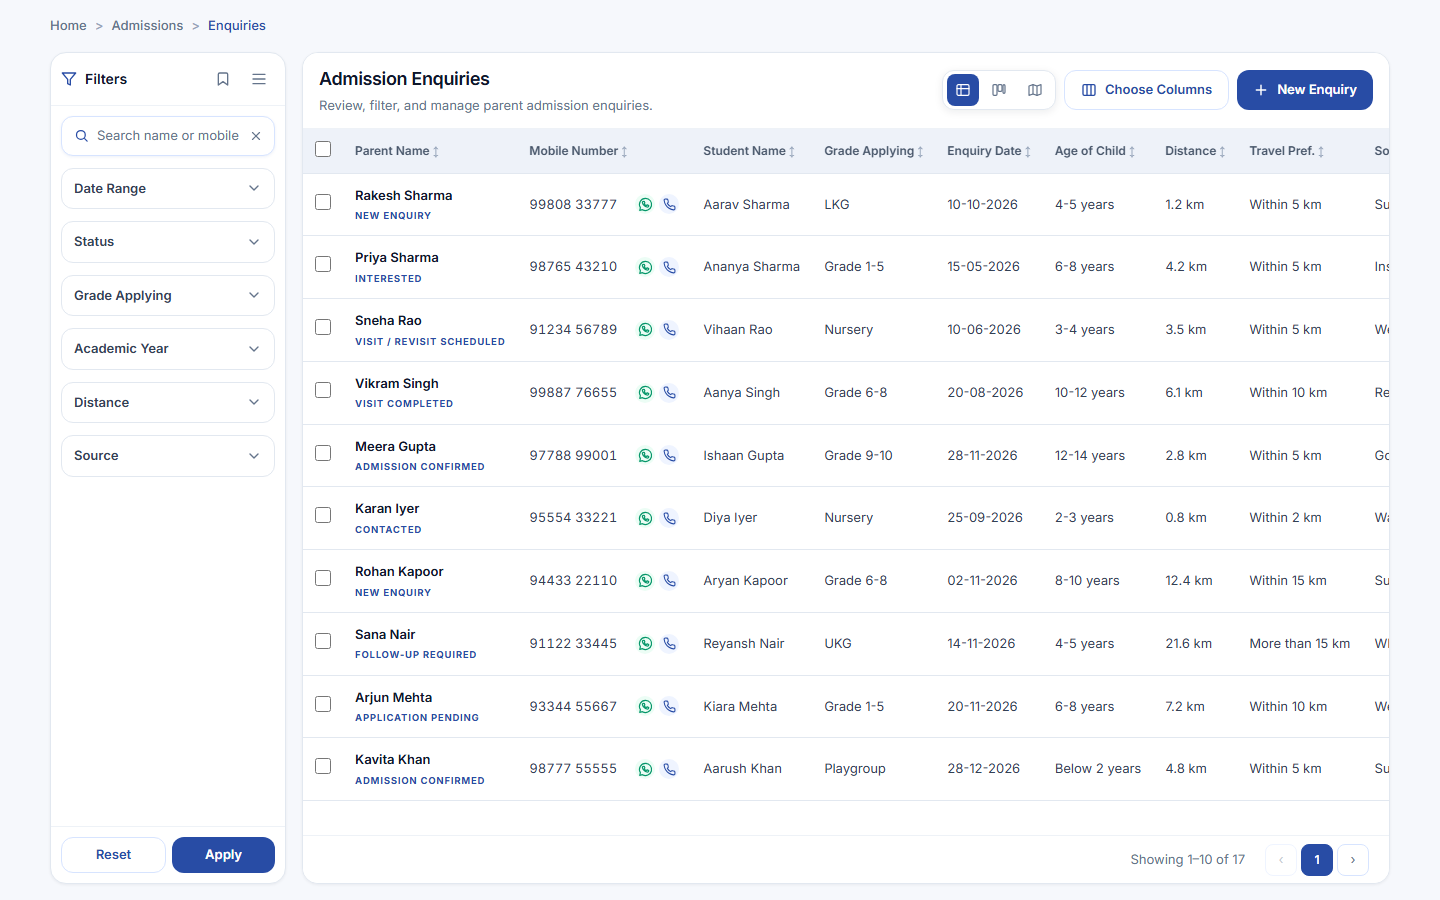 Home > Admissions > Enquiries
Filters
Search name or mobile
Date Range
Status
Grade Applying
Academic Year
Distance
Source
Reset Apply
Admission Enquiries
Review, filter, and manage parent admission enquiries.
Choose Columns
+ New Enquiry
Parent Name Mobile Number Student Name Grade Applying Enquiry Date Age of Child Distance Travel Pref. So
Rakesh Sharma
NEW ENQUIRY
99808 33777 Aarav Sharma LKG 10-10-2026 4-5 years 1.2 km Within 5 km Su
Priya Sharma
INTERESTED
98765 43210 Ananya Sharma Grade 1-5 15-05-2026 6-8 years 4.2 km Within 5 km Ins
Sneha Rao
VISIT / REVISIT SCHEDULED
91234 56789 Vihaan Rao Nursery 10-06-2026 3-4 years 3.5 km Within 5 km We
Vikram Singh
VISIT COMPLETED
99887 76655 Aanya Singh Grade 6-8 20-08-2026 10-12 years 6.1 km Within 10 km Re
Meera Gupta
ADMISSION CONFIRMED
97788 99001 Ishaan Gupta Grade 9-10 28-11-2026 12-14 years 2.8 km Within 5 km Go
Karan Iyer
CONTACTED
95554 33221 Diya Iyer Nursery 25-09-2026 2-3 years 0.8 km Within 2 km Wa
Rohan Kapoor
NEW ENQUIRY
94433 22110 Aryan Kapoor Grade 6-8 02-11-2026 8-10 years 12.4 km Within 15 km Su
Sana Nair
FOLLOW-UP REQUIRED
91122 33445 Reyansh Nair UKG 14-11-2026 4-5 years 21.6 km More than 15 km Wh
Arjun Mehta
APPLICATION PENDING
93344 55667 Kiara Mehta Grade 1-5 20-11-2026 6-8 years 7.2 km Within 10 km We
Kavita Khan
ADMISSION CONFIRMED
98777 55555 Aarush Khan Playgroup 28-12-2026 Below 2 years 4.8 km Within 5 km Su
Showing 1–10 of 17 ‹ 1 ›